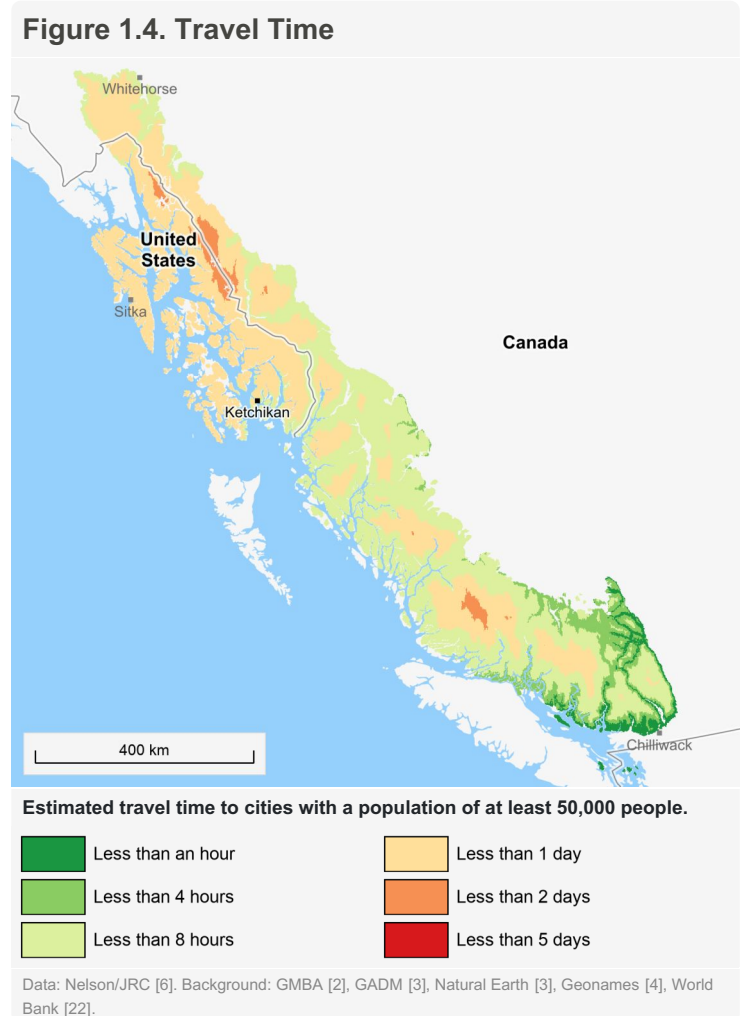 Figure 1.4. Travel Time
Whitehorse
United
States
Sitka
Canada
Ketchikan
400 km
Chilliwack
Estimated travel time to cities with a population of at least 50,000 people.
Less than an hour
Less than 1 day
Less than 4 hours
Less than 2 days
Less than 8 hours
Less than 5 days
Data: Nelson/JRC [6]. Background: GMBA [2], GADM [3], Natural Earth [3], Geonames [4], World
Bank [22].